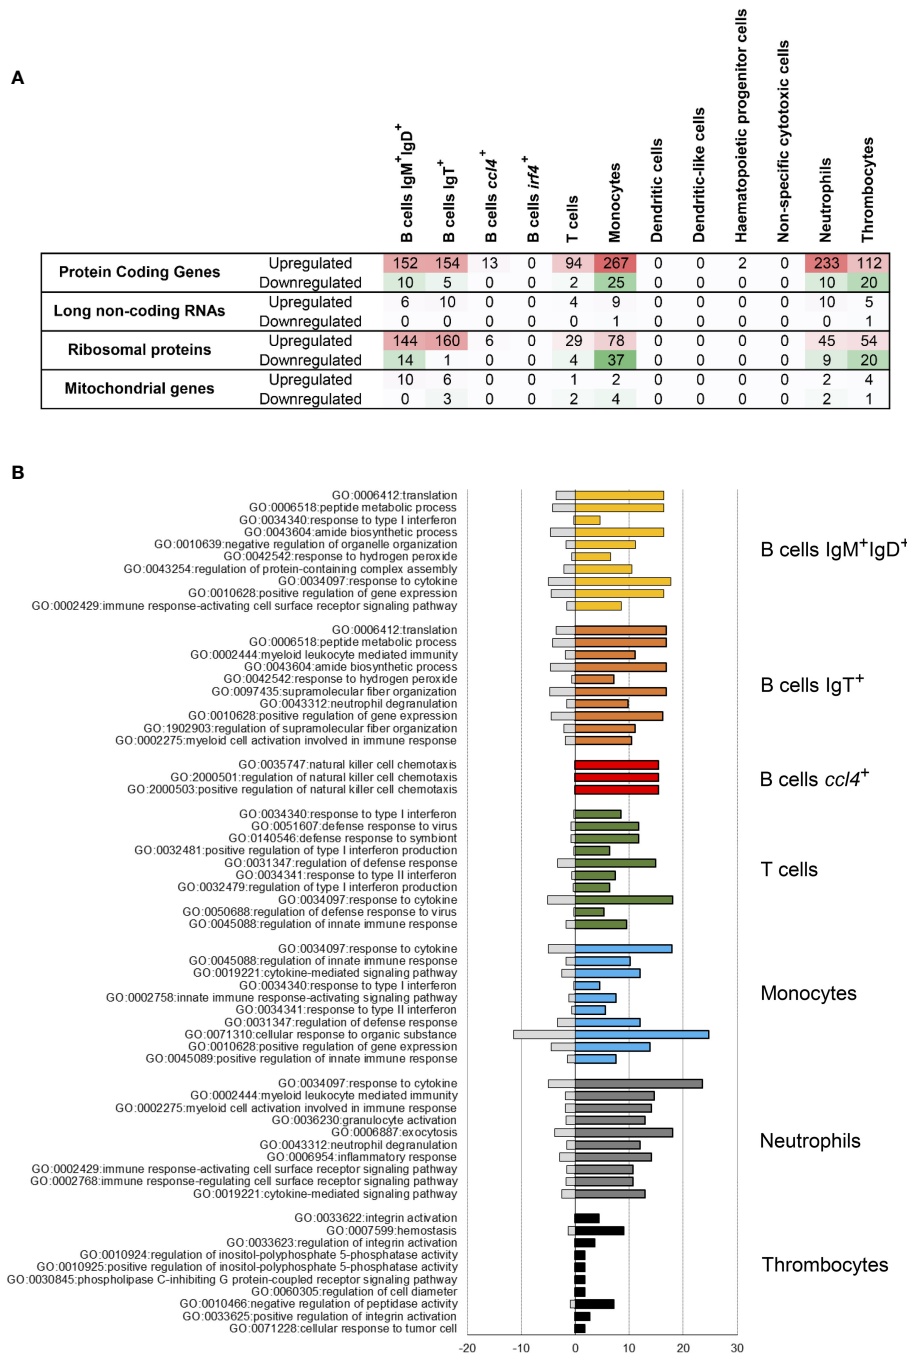 A
B cells IgM+IgD+
B cells IgT+
B cells ccl4+
B cells irf4+
T cells
Monocytes
Dendritic cells
Dendritic-like cells
Haematopoietic progenitor cells
Non-specific cytotoxic cells
Neutrophils
Thrombocytes
Protein Coding Genes
Upregulated 152 154 13 0 94 267 0 0 2 0 233 112
Downregulated 10 5 0 0 2 25 0 0 0 0 10 20
Long non-coding RNAs
Upregulated 6 10 0 0 4 9 0 0 0 0 10 5
Downregulated 0 0 0 0 0 1 0 0 0 0 0 1
Ribosomal proteins
Upregulated 144 160 6 0 29 78 0 0 0 0 45 54
Downregulated 14 1 0 0 4 37 0 0 0 0 9 20
Mitochondrial genes
Upregulated 10 6 0 0 1 2 0 0 0 0 2 4
Downregulated 0 3 0 0 2 4 0 0 0 0 2 1
B
GO:0006412:translation
GO:0006518:peptide metabolic process
GO:0034340:response to type I interferon
GO:0043604:amide biosynthetic process
GO:0010639:negative regulation of organelle organization
GO:0042542:response to hydrogen peroxide
GO:0043254:regulation of protein-containing complex assembly
GO:0034097:response to cytokine
GO:0010628:positive regulation of gene expression
GO:0002429:immune response-activating cell surface receptor signaling pathway
B cells IgM+IgD+
GO:0006412:translation
GO:0006518:peptide metabolic process
GO:0002444:myeloid leukocyte mediated immunity
GO:0043604:amide biosynthetic process
GO:0042542:response to hydrogen peroxide
GO:0097435:supramolecular fiber organization
GO:0043312:neutrophil degranulation
GO:0010628:positive regulation of gene expression
GO:1902903:regulation of supramolecular fiber organization
GO:0002275:myeloid cell activation involved in immune response
B cells IgT+
GO:0035747:natural killer cell chemotaxis
GO:2000501:regulation of natural killer cell chemotaxis
GO:2000503:positive regulation of natural killer cell chemotaxis
B cells ccl4+
GO:0034340:response to type I interferon
GO:0051607:defense response to virus
GO:0140546:defense response to symbiont
GO:0032481:positive regulation of type I interferon production
GO:0031347:regulation of defense response
GO:0034341:response to type II interferon
GO:0032479:regulation of type I interferon production
GO:0034097:response to cytokine
GO:0050688:regulation of defense response to virus
GO:0045088:regulation of innate immune response
T cells
GO:0034097:response to cytokine
GO:0045088:regulation of innate immune response
GO:0019221:cytokine-mediated signaling pathway
GO:0034340:response to type I interferon
GO:0002758:innate immune response-activating signaling pathway
GO:0034341:response to type II interferon
GO:0031347:regulation of defense response
GO:0071310:cellular response to organic substance
GO:0010628:positive regulation of gene expression
GO:0045089:positive regulation of innate immune response
Monocytes
GO:0034097:response to cytokine
GO:0002444:myeloid leukocyte mediated immunity
GO:0002275:myeloid cell activation involved in immune response
GO:0036230:granulocyte activation
GO:0006887:exocytosis
GO:0043312:neutrophil degranulation
GO:0006954:inflammatory response
GO:0002429:immune response-activating cell surface receptor signaling pathway
GO:0002768:immune response-regulating cell surface receptor signaling pathway
GO:0019221:cytokine-mediated signaling pathway
Neutrophils
GO:0033622:integrin activation
GO:0007599:hemostasis
GO:0033623:regulation of integrin activation
GO:0010924:regulation of inositol-polyphosphate 5-phosphatase activity
GO:0010925:positive regulation of inositol-polyphosphate 5-phosphatase activity
GO:0030845:phospholipase C-inhibiting G protein-coupled receptor signaling pathway
GO:0060305:regulation of cell diameter
GO:0010466:negative regulation of peptidase activity
GO:0033625:positive regulation of integrin activation
GO:0071228:cellular response to tumor cell
Thrombocytes
-20 -10 0 10 20 30